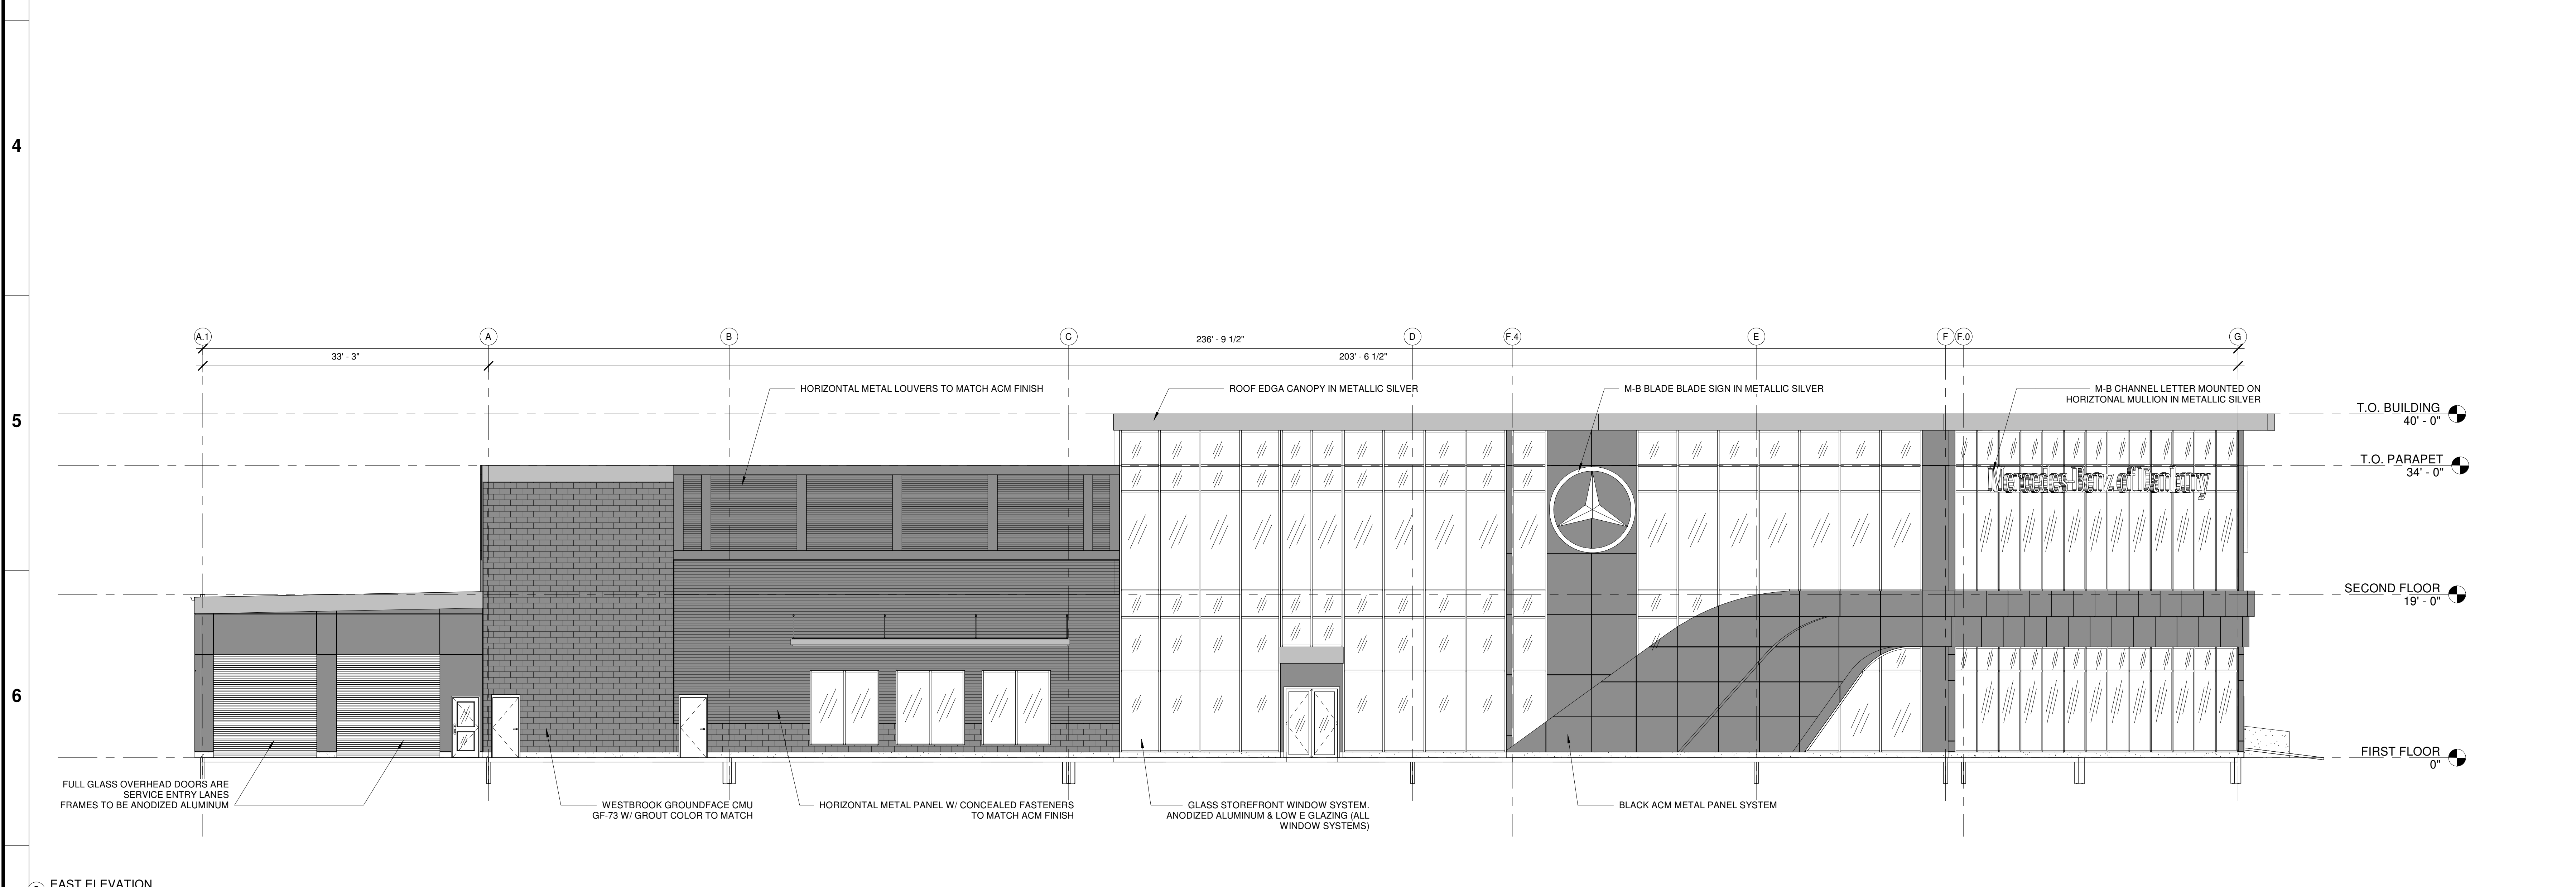 4
A.1
A
B
C
D
F.4
E
F
F.0
G
236' - 9 1/2"
33' - 3"
203' - 6 1/2"
HORIZONTAL METAL LOUVERS TO MATCH ACM FINISH
ROOF EDGA CANOPY IN METALLIC SILVER
M-B BLADE BLADE SIGN IN METALLIC SILVER
M-B CHANNEL LETTER MOUNTED ON
HORIZTONAL MULLION IN METALLIC SILVER
5
T.O. BUILDING
40' - 0"
T.O. PARAPET
34' - 0"
Mercedes-Benz of Danbury
SECOND FLOOR
19' - 0"
6
FIRST FLOOR
0"
FULL GLASS OVERHEAD DOORS ARE
SERVICE ENTRY LANES
FRAMES TO BE ANODIZED ALUMINUM
WESTBROOK GROUNDFACE CMU
GF-73 W/ GROUT COLOR TO MATCH
HORIZONTAL METAL PANEL W/ CONCEALED FASTENERS
TO MATCH ACM FINISH
GLASS STOREFRONT WINDOW SYSTEM.
ANODIZED ALUMINUM & LOW E GLAZING (ALL
WINDOW SYSTEMS)
BLACK ACM METAL PANEL SYSTEM
EAST ELEVATION